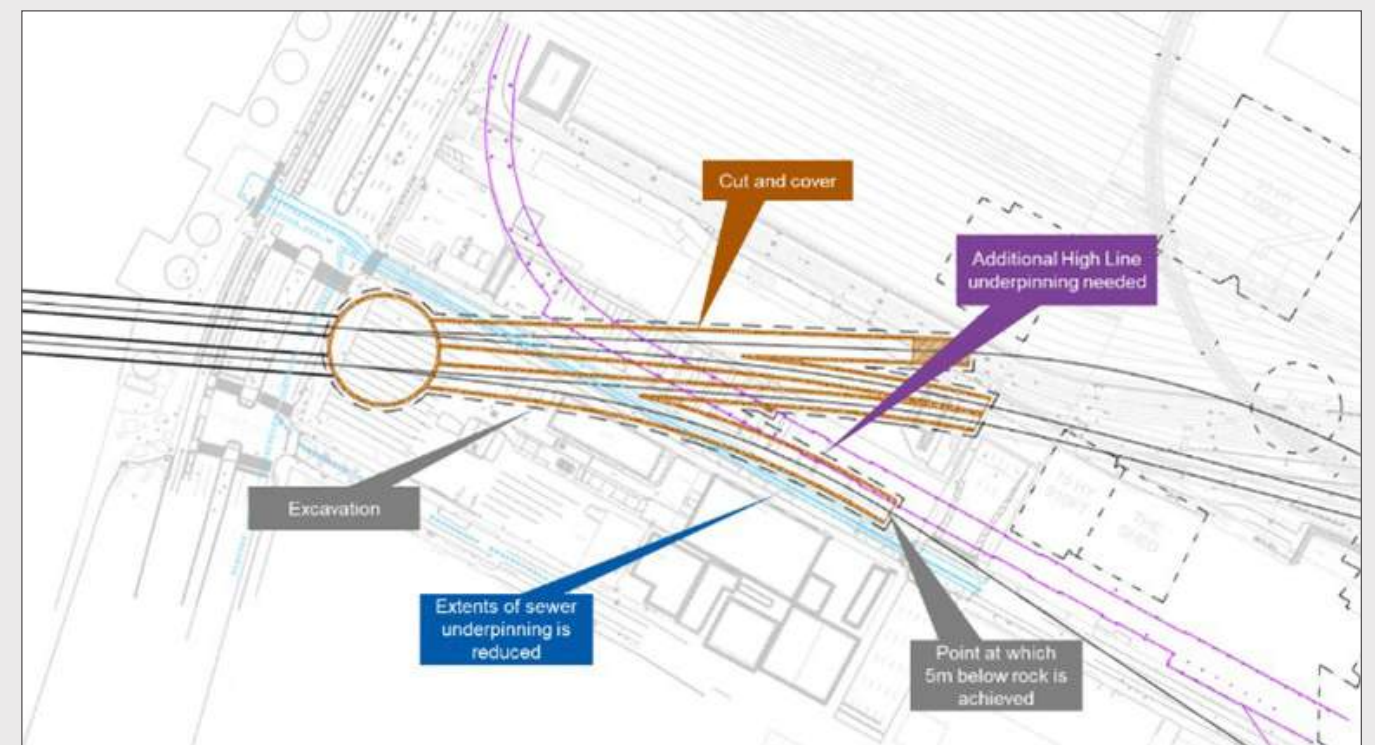 Cut and cover
Additional High Line
underpinning needed
Excavation
Extents of sewer
underpinning is
reduced
Point at which
5m below rock is
achieved